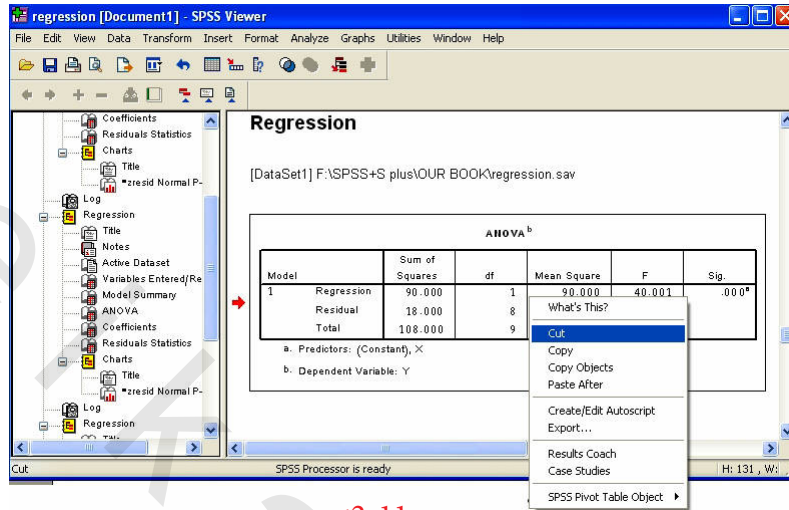 regression [Document1] - SPSS Viewer
File Edit View Data Transform Insert Format Analyze Graphs Utilities Window Help
Coefficients
Residuals Statistics
Charts
Title
*zresid Normal P-
Log
Regression
Title
Notes
Active Dataset
Variables Entered/Re
Model Summary
ANOVA
Coefficients
Residuals Statistics
Charts
Title
*zresid Normal P-
Log
Regression
Regression
[DataSet1] F:\SPSS+S plus\OUR BOOK\regression.sav
ANOVA b
Model Sum of Squares df Mean Square F Sig.
1 Regression 90.000 1 90.000 40.001 .000a
Residual 18.000 8
Total 108.000 9
a. Predictors: (Constant), X
b. Dependent Variable: Y
What's This?
Cut
Copy
Copy Objects
Paste After
Create/Edit Autoscript
Export...
Results Coach
Case Studies
SPSS Pivot Table Object
Cut SPSS Processor is ready H: 131 , W: